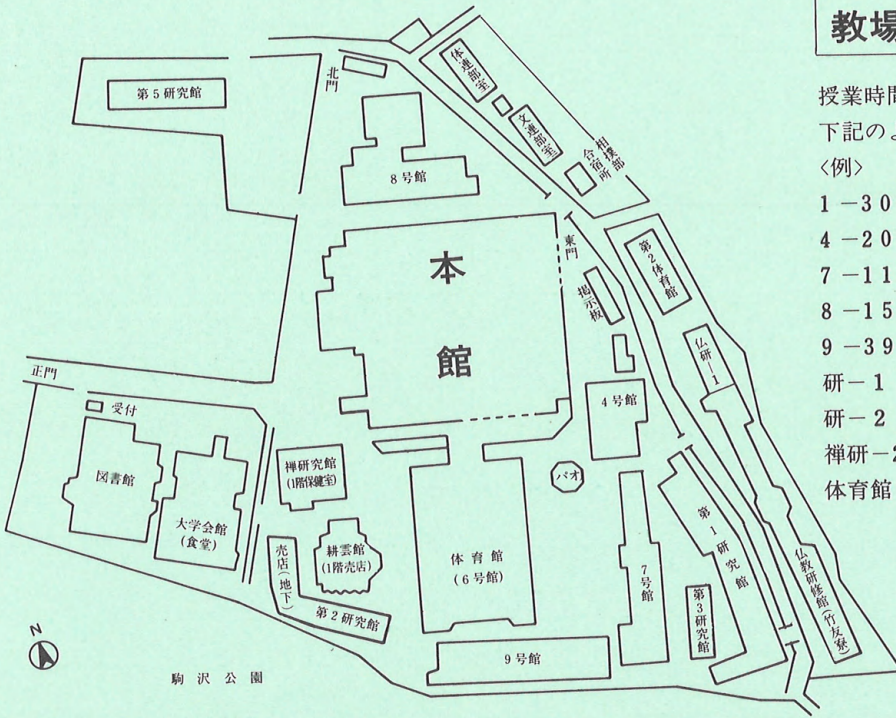 教場
授業時間
下記のよ
〈例〉
1－30
4－20
7－11
8－15
9－39
研－1
研－2
禅研－2
体育館
第5研究館
北門
8号館
体連部室
文連部室
相撲部
合宿所
本館
東門
掲示板
第2体育館
仏研－1
4号館
正門
受付
図書館
大学会館
(食堂)
禅研究館
(1階保健室)
耕雲館
(1階売店)
売店(地下)
第2研究館
体育館
(6号館)
パオ
7号館
第1研究館
第3研究館
仏教研修館(竹友寮)
9号館
N
駒沢公園